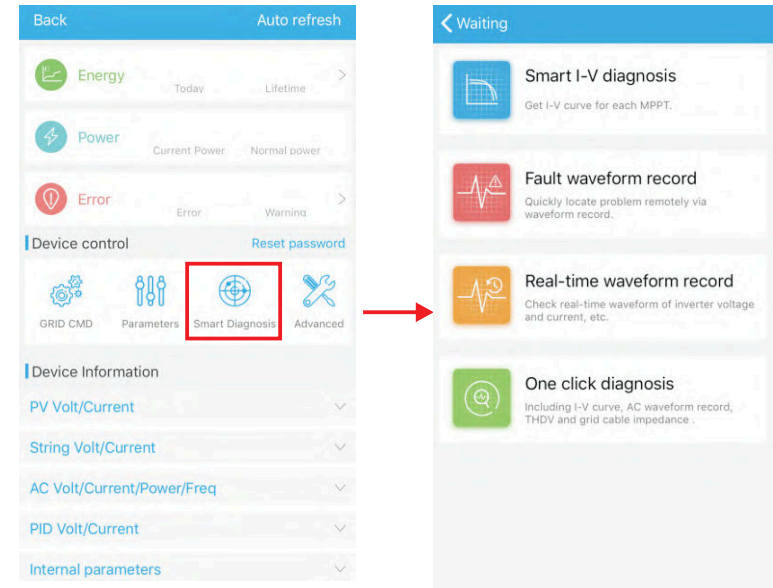 Back
Auto refresh
Energy
Today
Lifetime
Power
Current Power
Normal power
Error
Error
Warning
Device control
Reset password
GRID CMD
Parameters
Smart Diagnosis
Advanced
Device Information
PV Volt/Current
String Volt/Current
AC Volt/Current/Power/Freq
PID Volt/Current
Internal parameters
Waiting
Smart I-V diagnosis
Get I-V curve for each MPPT.
Fault waveform record
Quickly locate problem remotely via
waveform record.
Real-time waveform record
Check real-time waveform of inverter voltage
and current, etc.
One click diagnosis
Including I-V curve, AC waveform record,
THDV and grid cable impedance .